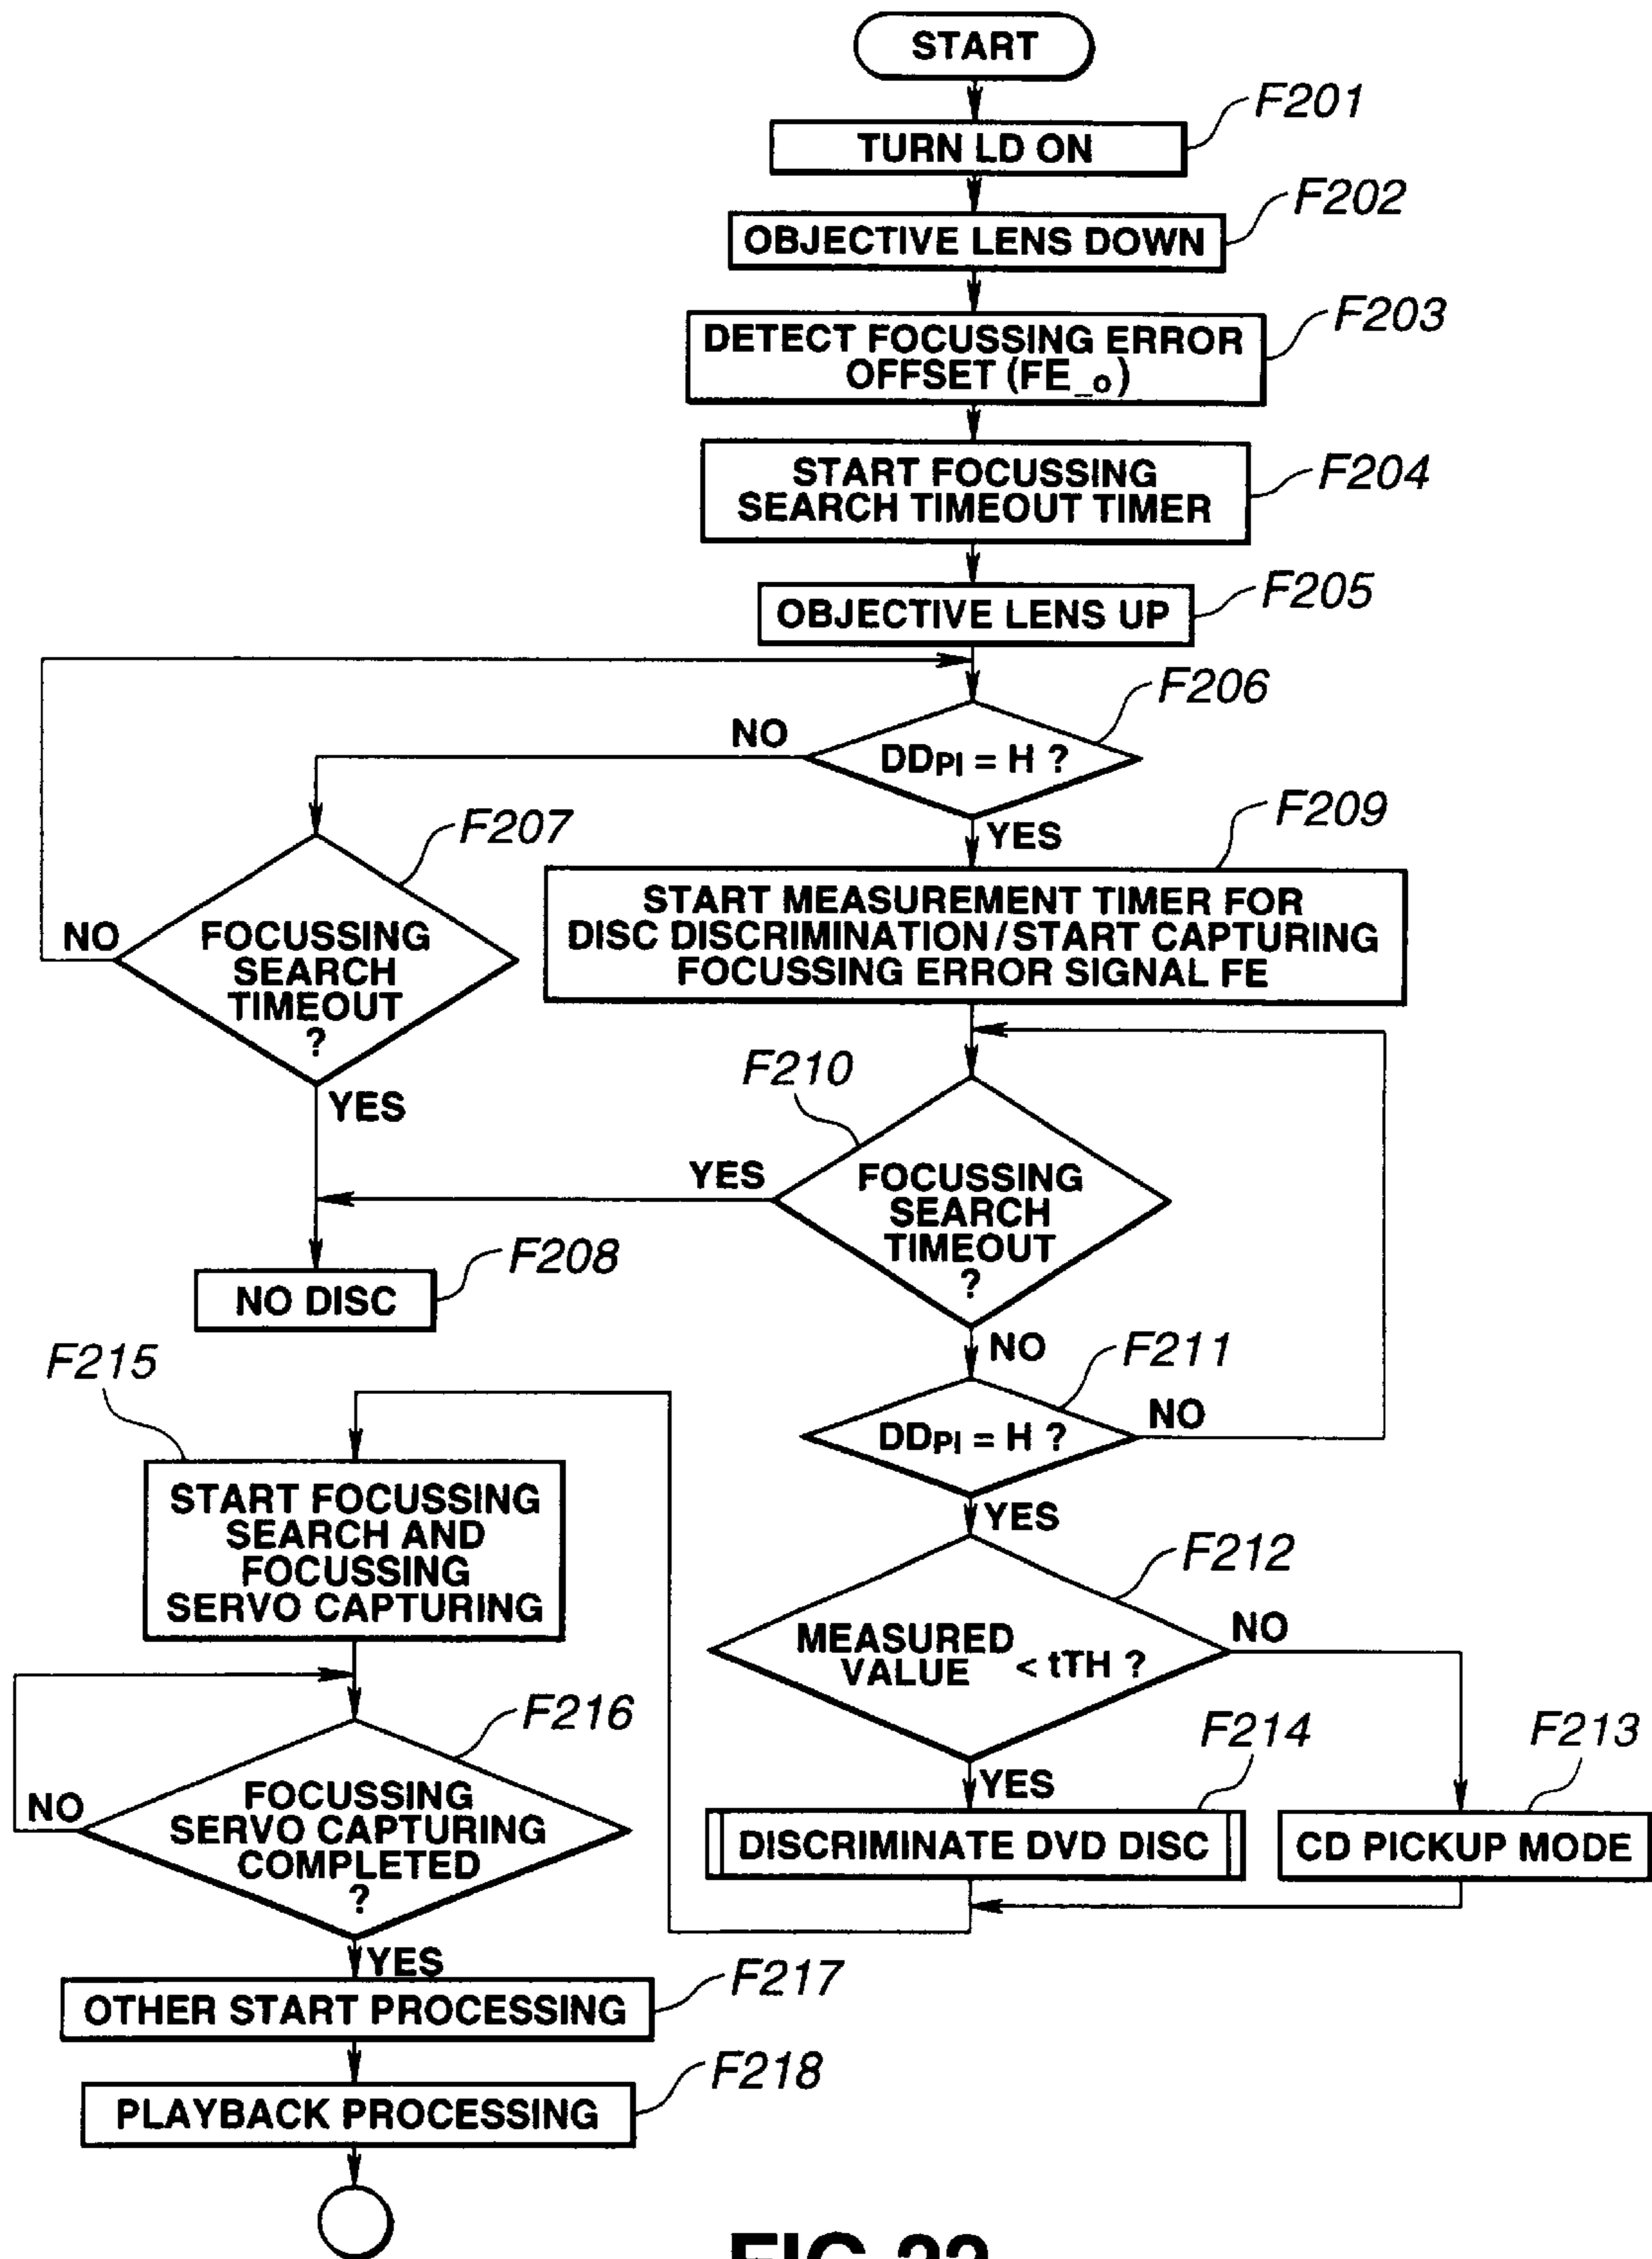 START
F201
TURN LD ON
F202
OBJECTIVE LENS DOWN
F203
DETECT FOCUSSING ERROR
OFFSET (FE_o)
F204
START FOCUSSING
SEARCH TIMEOUT TIMER
F205
OBJECTIVE LENS UP
F206
NO
DDPI = H ?
YES
F207
NO
FOCUSSING
SEARCH
TIMEOUT
?
YES
F209
START MEASUREMENT TIMER FOR
DISC DISCRIMINATION/START CAPTURING
FOCUSSING ERROR SIGNAL FE
F210
YES
FOCUSSING
SEARCH
TIMEOUT
?
NO
F208
NO DISC
F211
DDPI = H ?
NO
YES
F212
MEASURED
VALUE < tTH ?
NO
YES
F214
DISCRIMINATE DVD DISC
F213
CD PICKUP MODE
F215
START FOCUSSING
SEARCH AND
FOCUSSING
SERVO CAPTURING
F216
NO
FOCUSSING
SERVO CAPTURING
COMPLETED
?
YES
F217
OTHER START PROCESSING
F218
PLAYBACK PROCESSING